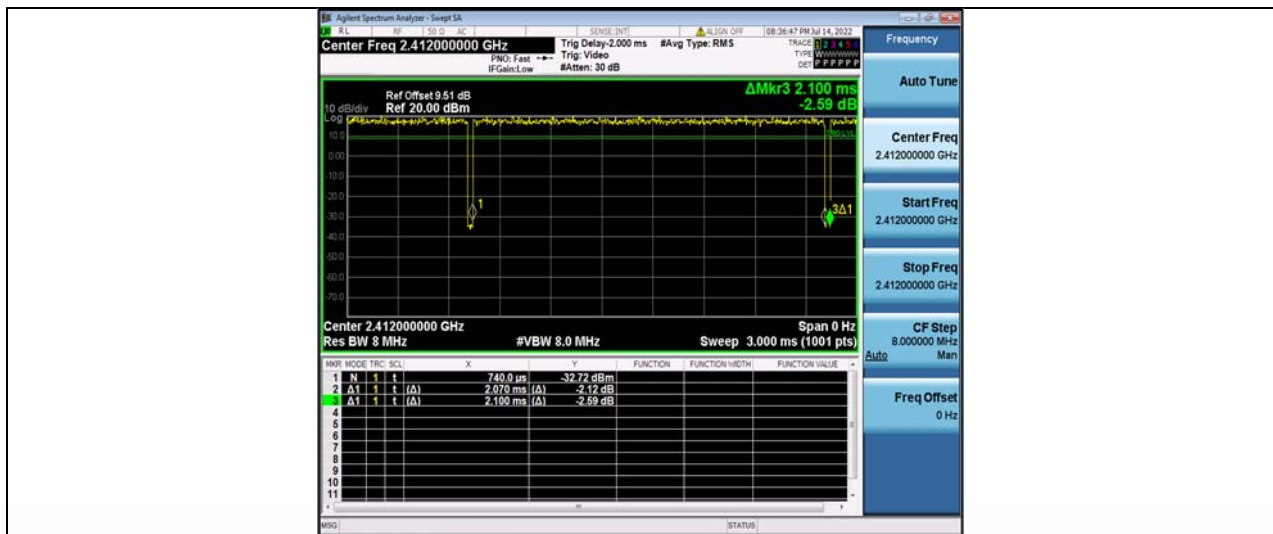 Agilent Spectrum Analyzer - Swept SA
RL RF 50 Ω AC SENSE:INT ALIGN OFF 08:36:47 PM Jul 14, 2022
Center Freq 2.412000000 GHz
PNO: Fast
IFGain:Low
Trig Delay-2.000 ms #Avg Type: RMS
Trig: Video
#Atten: 30 dB
TRACE 1 2 3 4 5 6
TYPE WWWWWW
DET P P P P P P
Ref Offset 9.51 dB
10 dB/div Ref 20.00 dBm
ΔMkr3 2.100 ms
-2.59 dB
Log
10.0
0.00
-10.0
-20.0
-30.0
-40.0
-50.0
-60.0
-70.0
TRIG LVL
1
3Δ1
Center 2.412000000 GHz Span 0 Hz
Res BW 8 MHz #VBW 8.0 MHz Sweep 3.000 ms (1001 pts)
MKR MODE TRC SCL X Y FUNCTION FUNCTION WIDTH FUNCTION VALUE
1 N 1 t 740.0 µs -32.72 dBm
2 Δ1 1 t (Δ) 2.070 ms (Δ) -2.12 dB
3 Δ1 1 t (Δ) 2.100 ms (Δ) -2.59 dB
4
5
6
7
8
9
10
11
MSG STATUS
Frequency
Auto Tune
Center Freq
2.412000000 GHz
Start Freq
2.412000000 GHz
Stop Freq
2.412000000 GHz
CF Step
8.000000 MHz
Auto Man
Freq Offset
0 Hz